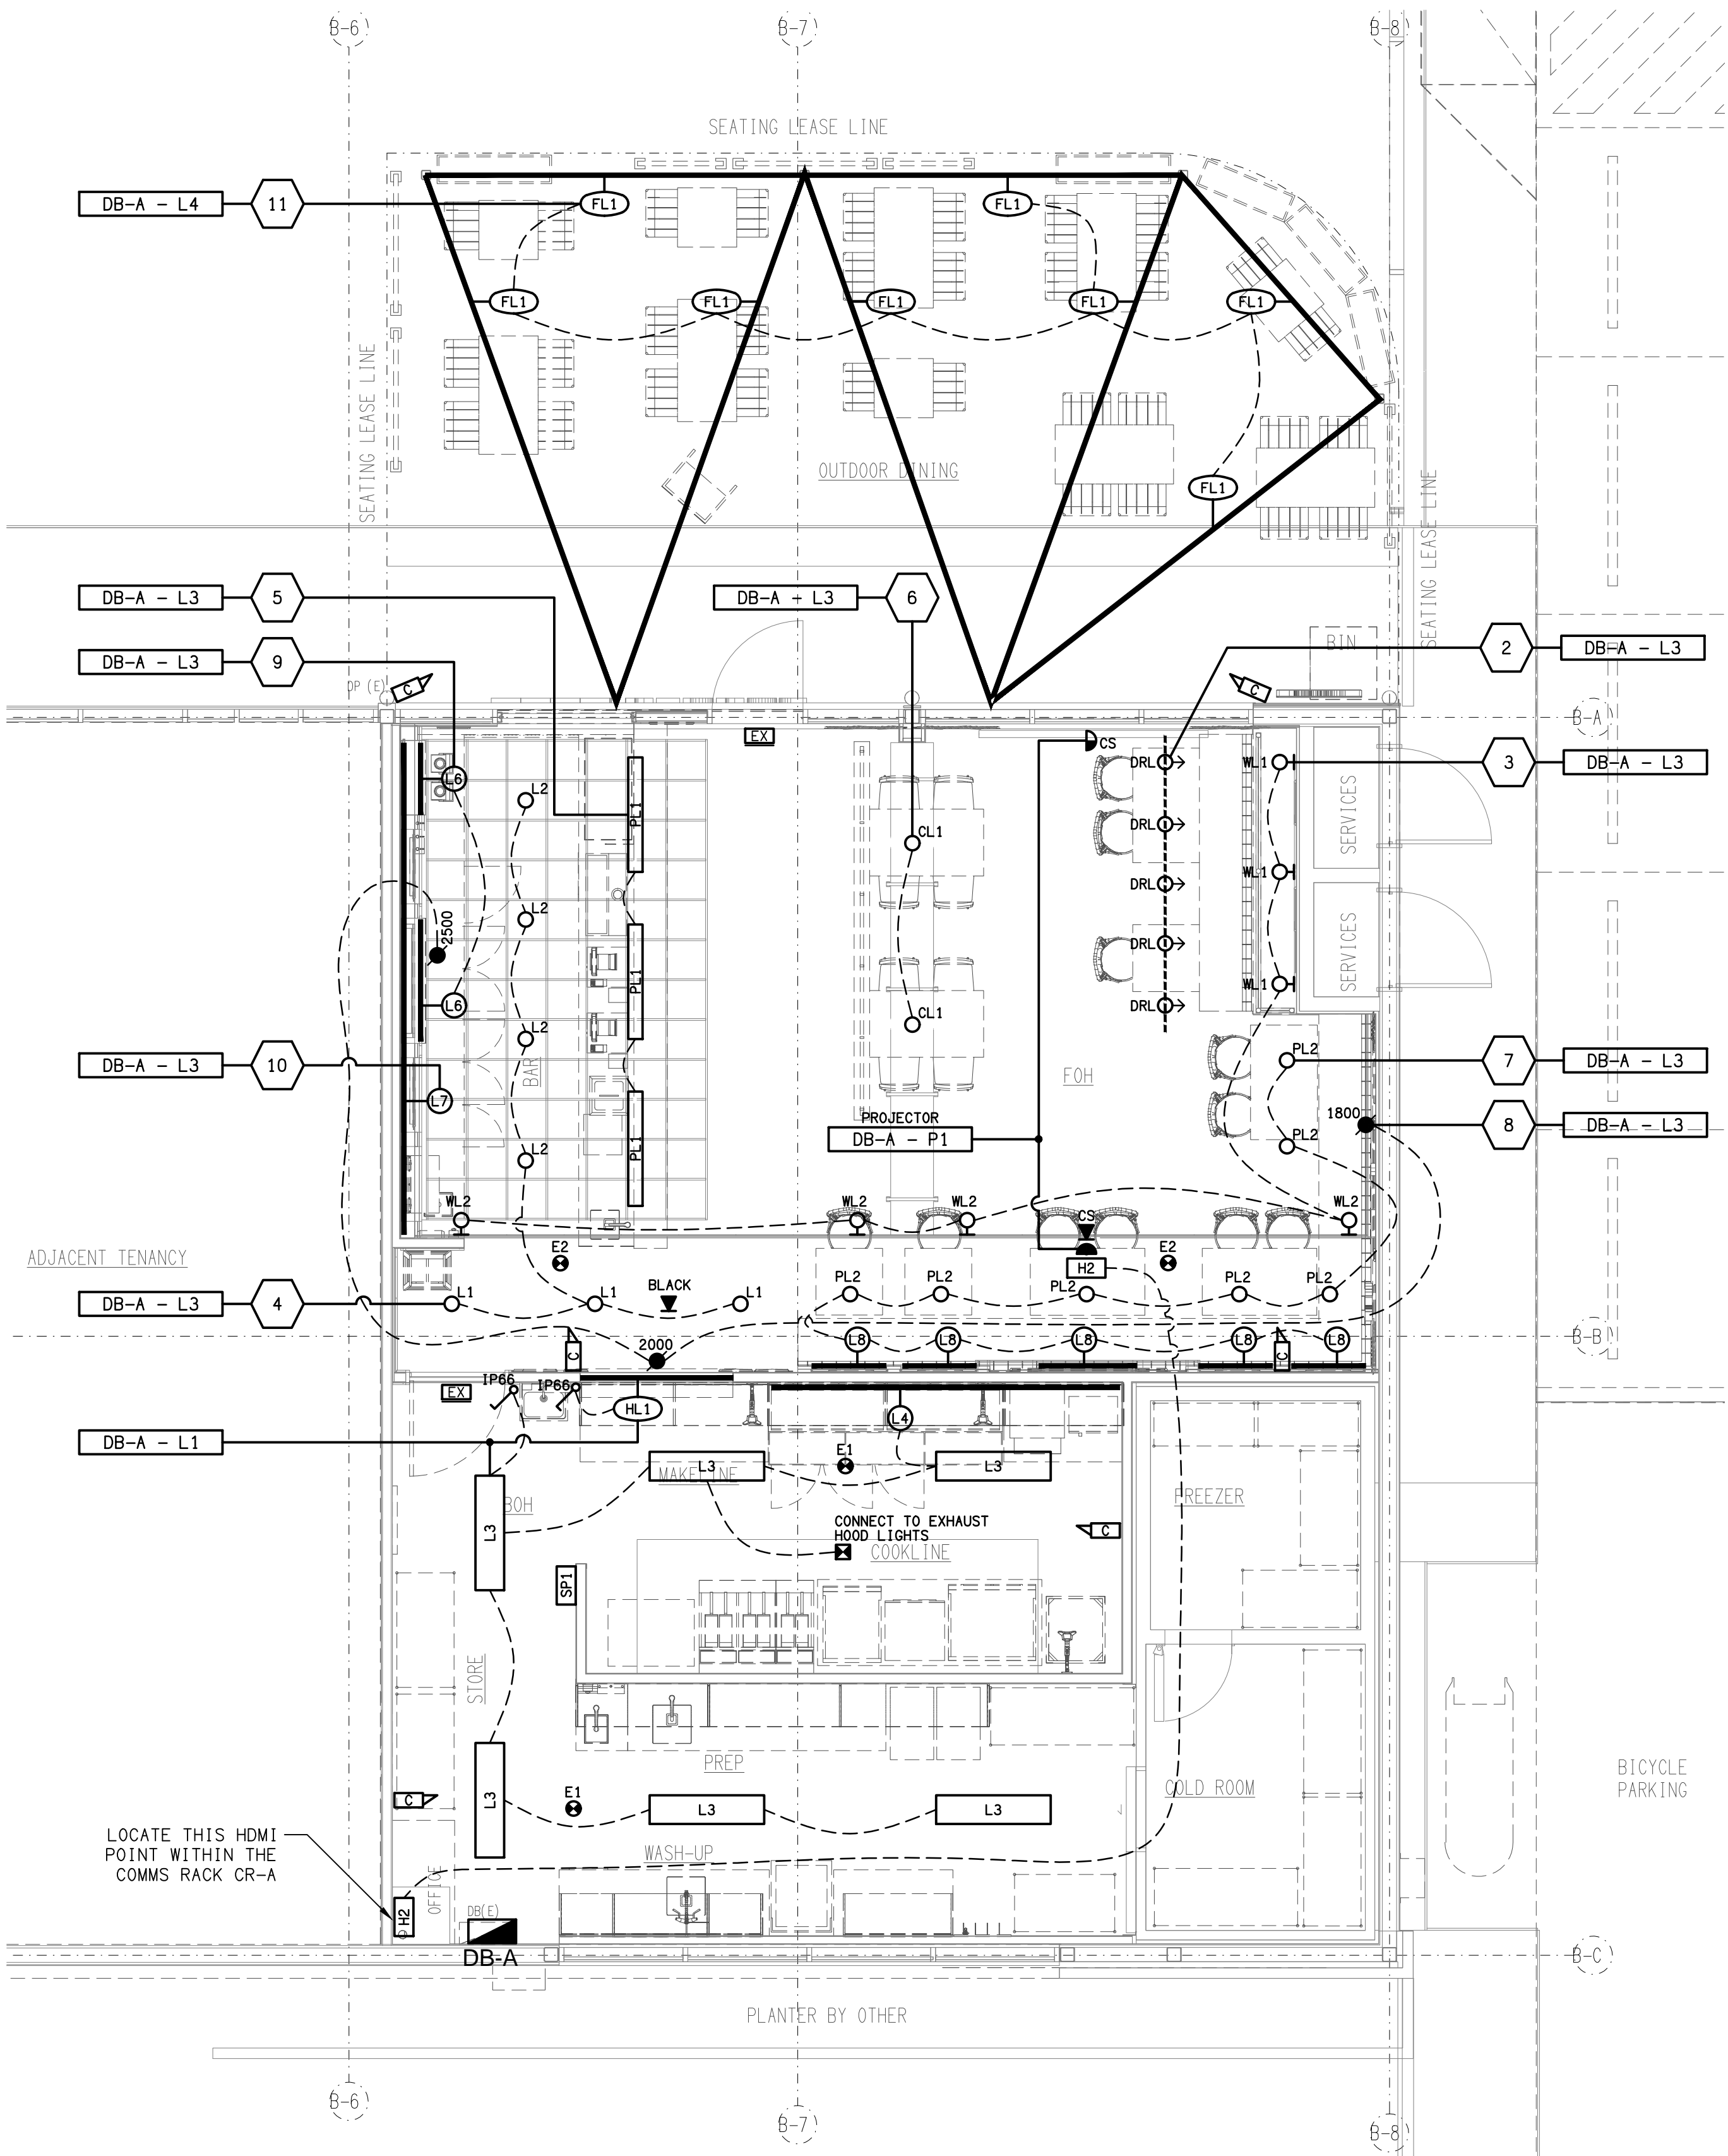 B-6
B-7
B-8
SEATING LEASE LINE
DB-A - L4
11
FL1
FL1
FL1
FL1
FL1
FL1
FL1
SEATING LEASE LINE
OUTDOOR DINING
FL1
SEATING LEASE LINE
DB-A - L3
5
DB-A - L3
6
2
DB-A - L3
BIN
DB-A - L3
9
DP (E)
C
C
B-A
EX
CS
DRL
WL1
3
DB-A - L3
L6
L2
PL1
CL1
DRL
SERVICES
WL1
DRL
L2
2500
DRL
SERVICES
PL1
WL1
L6
DRL
L2
CL1
BAR
DB-A - L3
10
L7
FOH
PL2
7
DB-A - L3
PROJECTOR
DB-A - P1
1800
8
DB-A - L3
PL1
L2
PL2
WL2
WL2
WL2
WL2
CS
ADJACENT TENANCY
E2
E2
H2
DB-A - L3
4
L1
L1
BLACK
L1
PL2
PL2
PL2
PL2
PL2
2000
L8
L8
L8
L8
L8
B-B
C
C
EX
IP66
IP66
HL1
L4
DB-A - L1
E1
L3
L3
MAKELINE
BOH
FREEZER
L3
CONNECT TO EXHAUST
HOOD LIGHTS
COOKLINE
C
SP1
STORE
PREP
COLD ROOM
BICYCLE
PARKING
C
L3
E1
L3
L3
LOCATE THIS HDMI
POINT WITHIN THE
COMMS RACK CR-A
WASH-UP
OFFICE
H2
DB(E)
DB-A
B-C
PLANTER BY OTHER
B-6
B-7
B-8